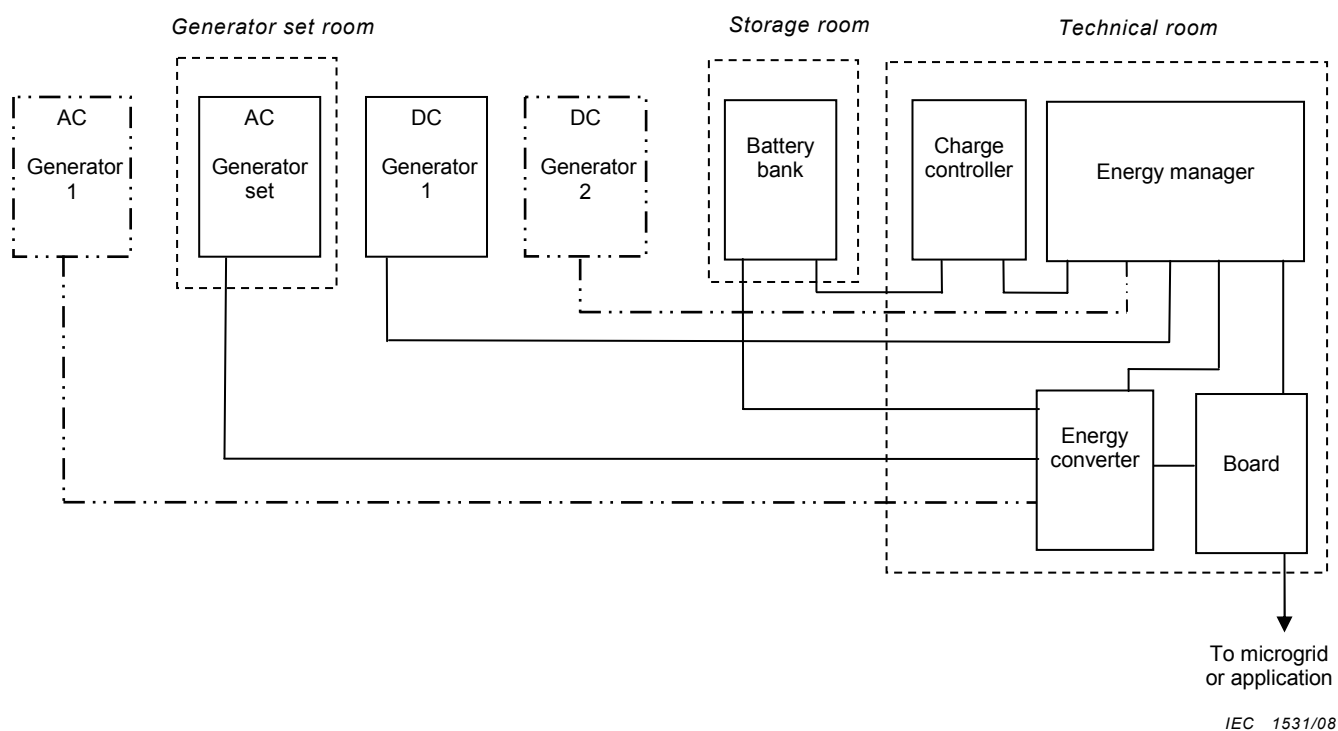 Generator set room
Storage room
Technical room
AC
Generator
1
AC
Generator
set
DC
Generator
1
DC
Generator
2
Battery
bank
Charge
controller
Energy manager
Energy
converter
Board
To microgrid
or application
IEC 1531/08